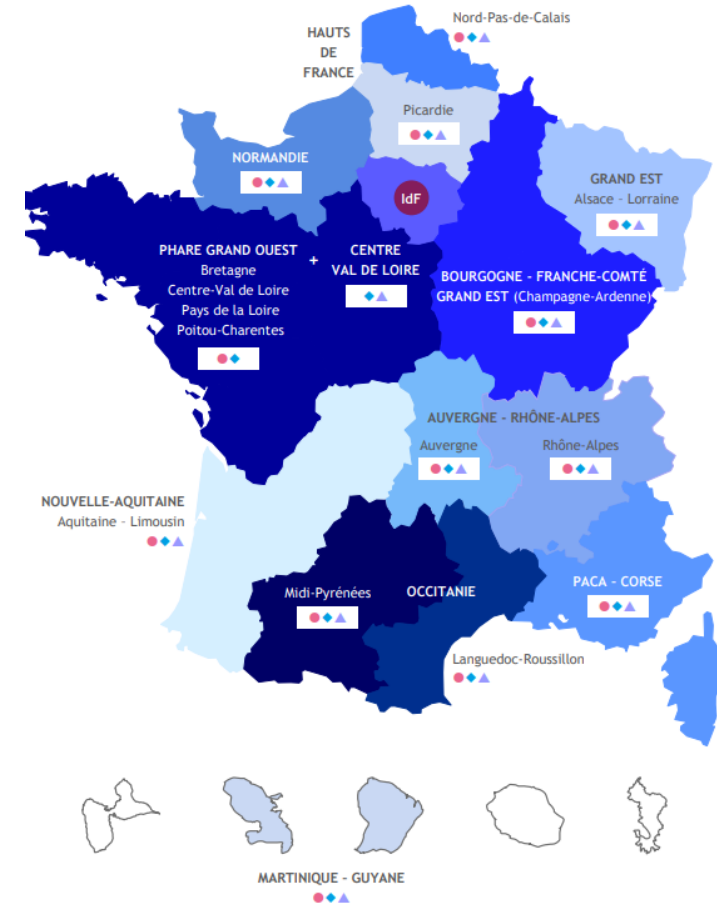 Nord-Pas-de-Calais
HAUTS
DE
FRANCE
Picardie
NORMANDIE
IdF
GRAND EST
Alsace - Lorraine
PHARE GRAND OUEST
Bretagne
Centre-Val de Loire
Pays de la Loire
Poitou-Charentes
+
CENTRE
VAL DE LOIRE
BOURGOGNE - FRANCHE-COMTÉ
GRAND EST (Champagne-Ardenne)
AUVERGNE - RHÔNE-ALPES
Auvergne
Rhône-Alpes
NOUVELLE-AQUITAINE
Aquitaine - Limousin
Midi-Pyrénées
OCCITANIE
PACA - CORSE
Languedoc-Roussillon
MARTINIQUE - GUYANE